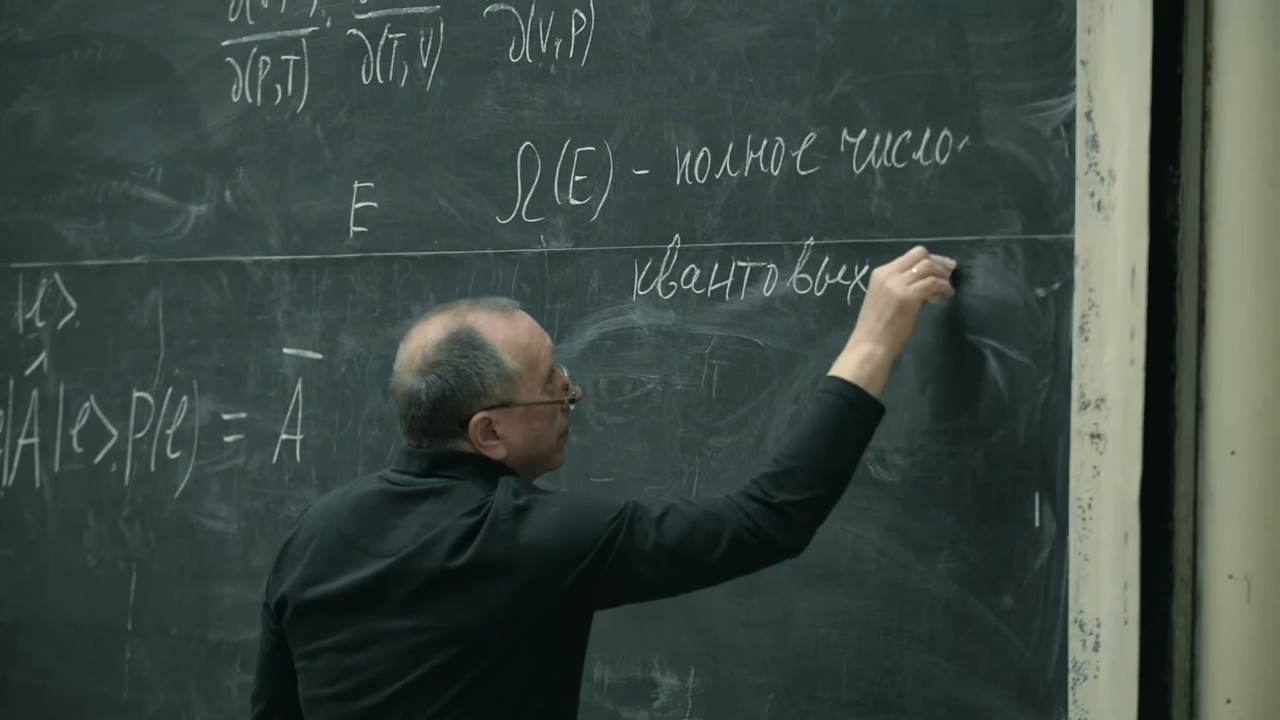 ∂(P,T) ∂(T,V) ∂(V,P)
E Ω(E) - полное число
квантовых
|ℓ>
|Â|ℓ>P(ℓ) = Ā